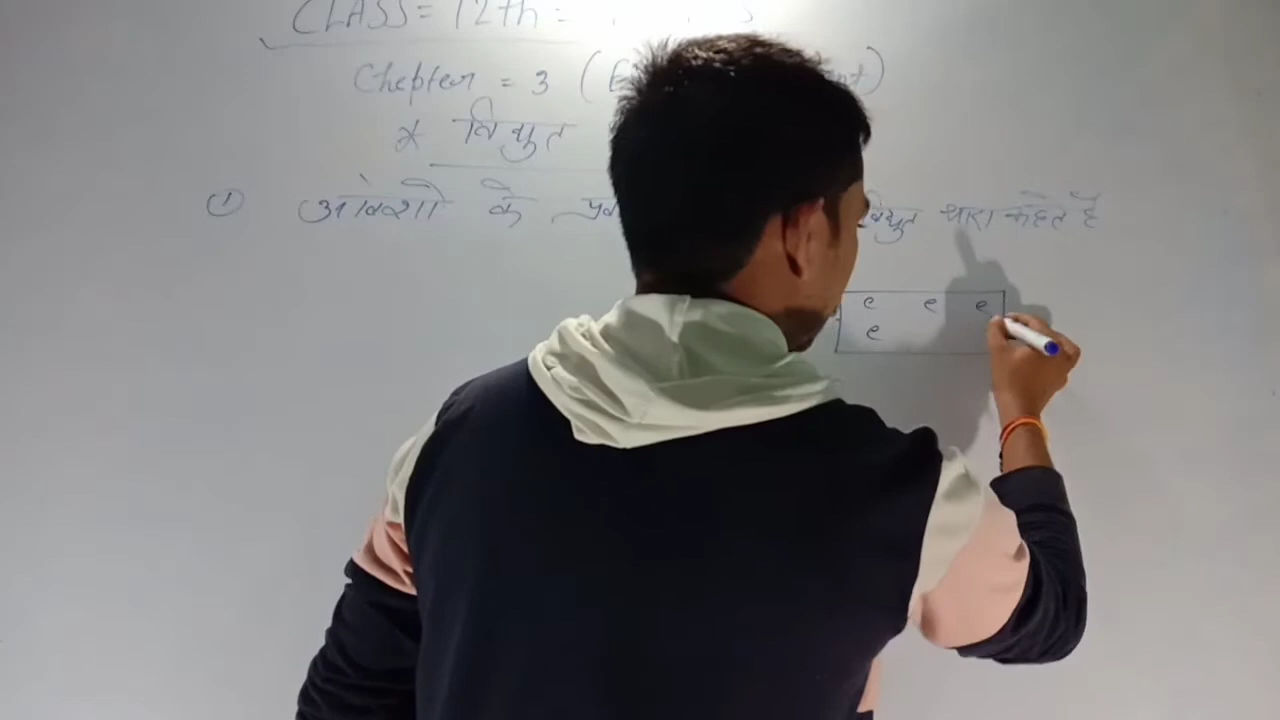 CLASS = 12th =
Chepter = 3 (
* विद्युत
① आवेशो के विद्युत धारा कहते है
e e e
e